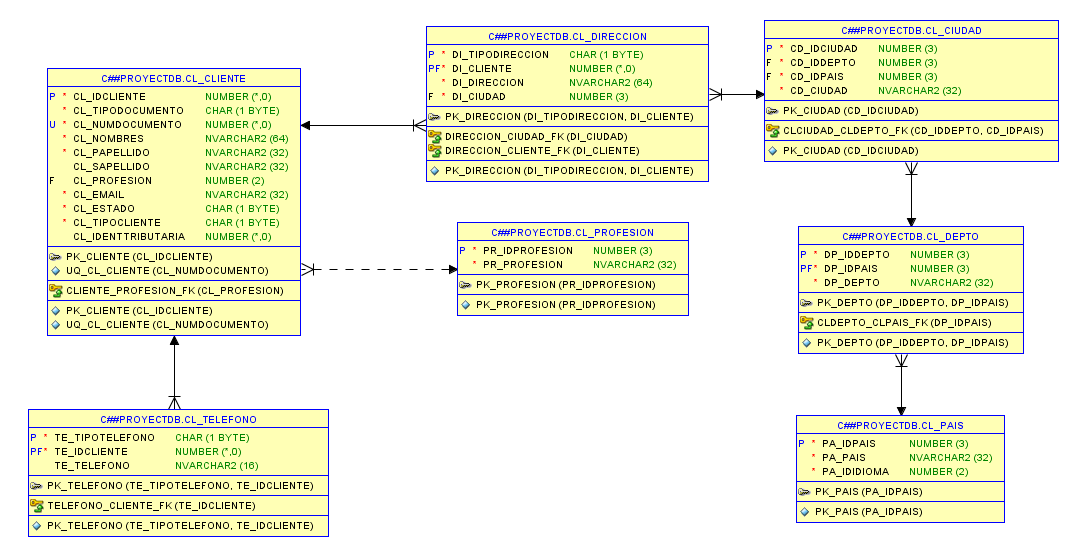 C##PROYECTDB.CL_CLIENTE
P * CL_IDCLIENTE NUMBER (*,0)
* CL_TIPODOCUMENTO CHAR (1 BYTE)
U * CL_NUMDOCUMENTO NUMBER (*,0)
* CL_NOMBRES NVARCHAR2 (64)
* CL_PAPELLIDO NVARCHAR2 (32)
CL_SAPELLIDO NVARCHAR2 (32)
F CL_PROFESION NUMBER (2)
* CL_EMAIL NVARCHAR2 (32)
* CL_ESTADO CHAR (1 BYTE)
* CL_TIPOCLIENTE CHAR (1 BYTE)
CL_IDENTTRIBUTARIA NUMBER (*,0)
PK_CLIENTE (CL_IDCLIENTE)
UQ_CL_CLIENTE (CL_NUMDOCUMENTO)
CLIENTE_PROFESION_FK (CL_PROFESION)
PK_CLIENTE (CL_IDCLIENTE)
UQ_CL_CLIENTE (CL_NUMDOCUMENTO)
C##PROYECTDB.CL_DIRECCION
P * DI_TIPODIRECCION CHAR (1 BYTE)
PF* DI_CLIENTE NUMBER (*,0)
* DI_DIRECCION NVARCHAR2 (64)
F * DI_CIUDAD NUMBER (3)
PK_DIRECCION (DI_TIPODIRECCION, DI_CLIENTE)
DIRECCION_CIUDAD_FK (DI_CIUDAD)
DIRECCION_CLIENTE_FK (DI_CLIENTE)
PK_DIRECCION (DI_TIPODIRECCION, DI_CLIENTE)
C##PROYECTDB.CL_CIUDAD
P * CD_IDCIUDAD NUMBER (3)
F * CD_IDDEPTO NUMBER (3)
F * CD_IDPAIS NUMBER (3)
* CD_CIUDAD NVARCHAR2 (32)
PK_CIUDAD (CD_IDCIUDAD)
CLCIUDAD_CLDEPTO_FK (CD_IDDEPTO, CD_IDPAIS)
PK_CIUDAD (CD_IDCIUDAD)
C##PROYECTDB.CL_PROFESION
P * PR_IDPROFESION NUMBER (3)
* PR_PROFESION NVARCHAR2 (32)
PK_PROFESION (PR_IDPROFESION)
PK_PROFESION (PR_IDPROFESION)
C##PROYECTDB.CL_DEPTO
P * DP_IDDEPTO NUMBER (3)
PF* DP_IDPAIS NUMBER (3)
* DP_DEPTO NVARCHAR2 (32)
PK_DEPTO (DP_IDDEPTO, DP_IDPAIS)
CLDEPTO_CLPAIS_FK (DP_IDPAIS)
PK_DEPTO (DP_IDDEPTO, DP_IDPAIS)
C##PROYECTDB.CL_TELEFONO
P * TE_TIPOTELEFONO CHAR (1 BYTE)
PF* TE_IDCLIENTE NUMBER (*,0)
TE_TELEFONO NVARCHAR2 (16)
PK_TELEFONO (TE_TIPOTELEFONO, TE_IDCLIENTE)
TELEFONO_CLIENTE_FK (TE_IDCLIENTE)
PK_TELEFONO (TE_TIPOTELEFONO, TE_IDCLIENTE)
C##PROYECTDB.CL_PAIS
P * PA_IDPAIS NUMBER (3)
* PA_PAIS NVARCHAR2 (32)
* PA_IDIDIOMA NUMBER (2)
PK_PAIS (PA_IDPAIS)
PK_PAIS (PA_IDPAIS)